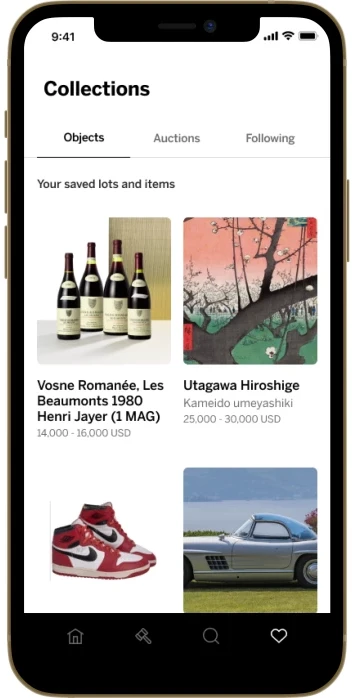 9:41
Collections
Objects
Auctions
Following
Your saved lots and items
Vosne Romanée, Les
Beaumonts 1980
Henri Jayer (1 MAG)
14,000 - 16,000 USD
Utagawa Hiroshige
Kameido umeyashiki
25,000 - 30,000 USD